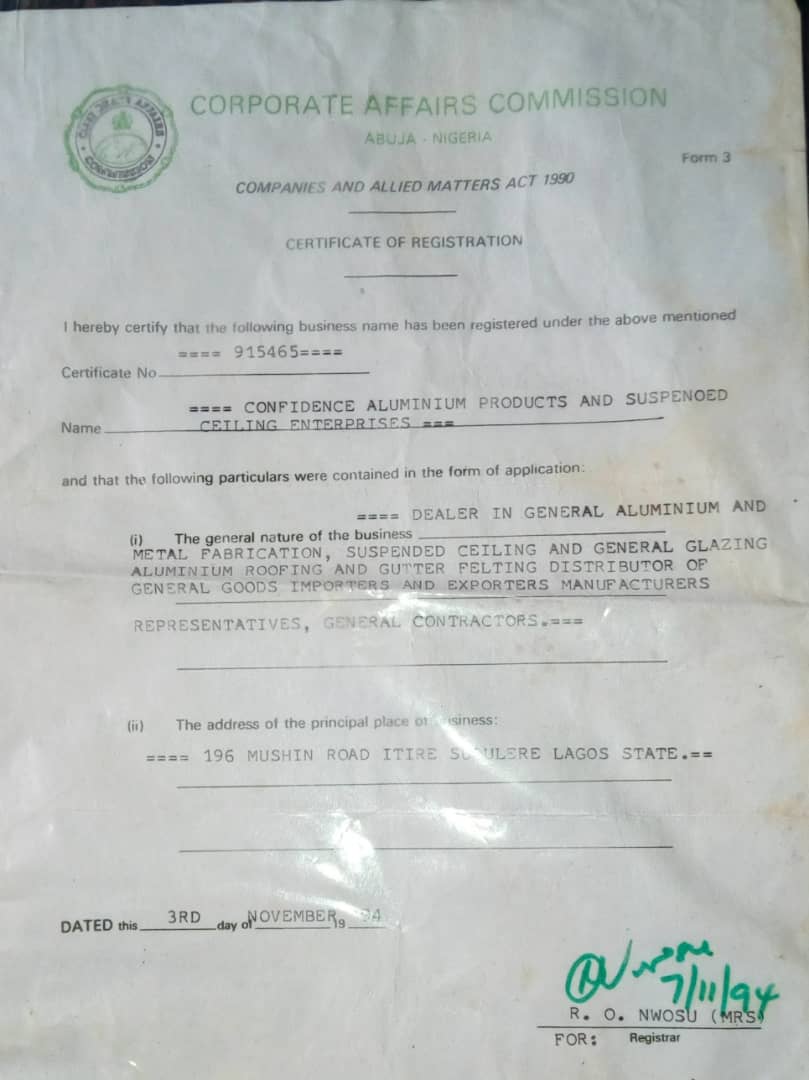 CORPORATE AFFAIRS COMMISSION
ABUJA - NIGERIA
Form 3
COMPANIES AND ALLIED MATTERS ACT 1990
CERTIFICATE OF REGISTRATION
I hereby certify that the following business name has been registered under the above mentioned
==== 915465====
Certificate No
==== CONFIDENCE ALUMINIUM PRODUCTS AND SUSPENOED
Name CEILING ENTERPRISES ===
and that the following particulars were contained in the form of application:
==== DEALER IN GENERAL ALUMINIUM AND
(i) The general nature of the business
METAL FABRICATION, SUSPENDED CEILING AND GENERAL GLAZING
ALUMINIUM ROOFING AND GUTTER FELTING DISTRIBUTOR OF
GENERAL GOODS IMPORTERS AND EXPORTERS MANUFACTURERS
REPRESENTATIVES, GENERAL CONTRACTORS.====
(ii) The address of the principal place of business:
==== 196 MUSHIN ROAD ITIRE SURULERE LAGOS STATE.==
DATED this 3RD day of NOVEMBER, 19 94
7/11/94
R. O. NWOSU (MRS)
FOR: Registrar